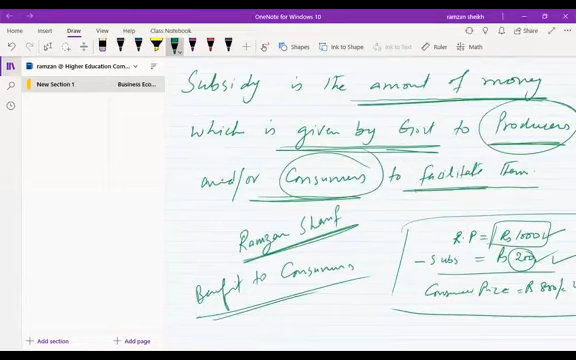 OneNote for Windows 10
ramzan sheikh
Home Insert Draw View Help Class Notebook
Share
Shapes Ink to Shape Ink to Text Ruler Math Replay
ramzan @ Higher Education Com...
New Section 1 Business Eco...
Subsidy is the amount of money
which is given by Govt to Producers
and/or Consumers to facilitate them.
Ramzan Sharif
Benefit to Consumers
R.P = Rs 1000
- Subs = Rs 200
Consumer Price = R 800/-
+ Add section + Add page